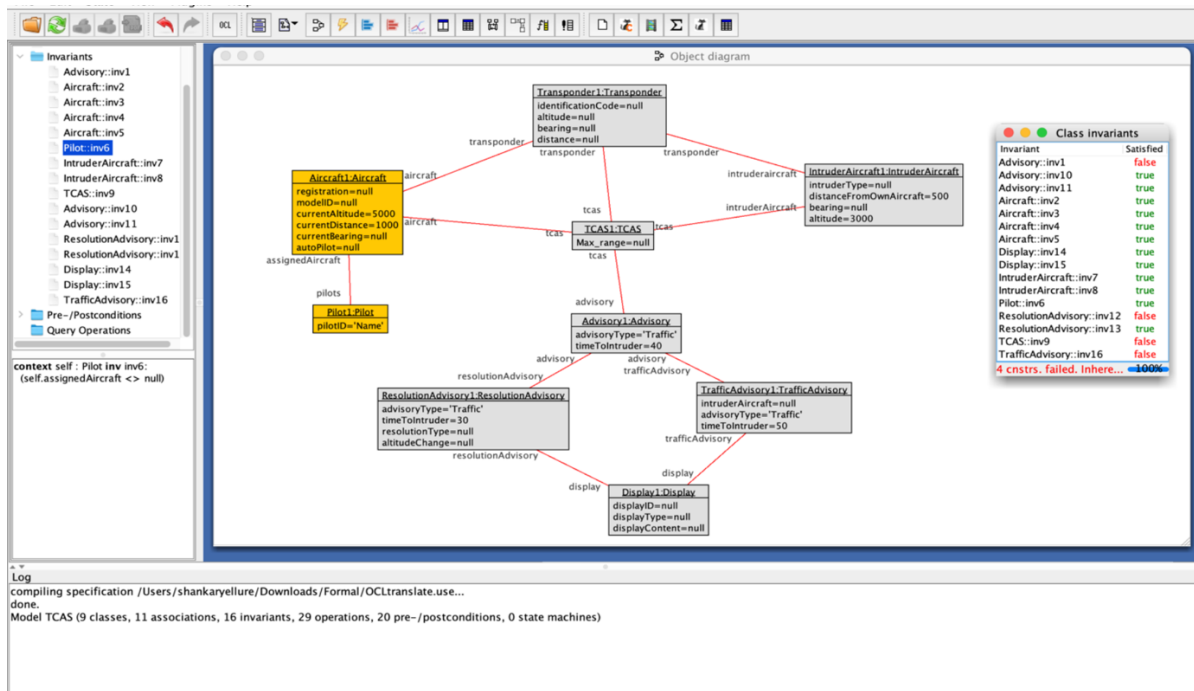 OCL
Invariants
Advisory::inv1
Aircraft::inv2
Aircraft::inv3
Aircraft::inv4
Aircraft::inv5
Pilot::inv6
IntruderAircraft::inv7
IntruderAircraft::inv8
TCAS::inv9
Advisory::inv10
Advisory::inv11
ResolutionAdvisory::inv1
ResolutionAdvisory::inv1
Display::inv14
Display::inv15
TrafficAdvisory::inv16
Pre-/Postconditions
Query Operations
context self : Pilot inv inv6:
(self.assignedAircraft <> null)
Object diagram
Transponder1:Transponder
identificationCode=null
altitude=null
bearing=null
distance=null
transponder
transponder
transponder
Aircraft1:Aircraft
registration=null
modelID=null
currentAltitude=5000
currentDistance=1000
currentBearing=null
autoPilot=null
aircraft
aircraft
assignedAircraft
pilots
Pilot1:Pilot
pilotID='Name'
intruderaircraft
intruderAircraft
IntruderAircraft1:IntruderAircraft
intruderType=null
distanceFromOwnAircraft=500
bearing=null
altitude=3000
tcas
tcas
TCAS1:TCAS
Max_range=null
tcas
tcas
advisory
Advisory1:Advisory
advisoryType='Traffic'
timeToIntruder=40
advisory
advisory
resolutionAdvisory
trafficAdvisory
ResolutionAdvisory1:ResolutionAdvisory
advisoryType='Traffic'
timeToIntruder=30
resolutionType=null
altitudeChange=null
resolutionAdvisory
TrafficAdvisory1:TrafficAdvisory
intruderAircraft=null
advisoryType='Traffic'
timeToIntruder=50
trafficAdvisory
display
display
Display1:Display
displayID=null
displayType=null
displayContent=null
Class invariants
Invariant Satisfied
Advisory::inv1 false
Advisory::inv10 true
Advisory::inv11 true
Aircraft::inv2 true
Aircraft::inv3 true
Aircraft::inv4 true
Aircraft::inv5 true
Display::inv14 true
Display::inv15 true
IntruderAircraft::inv7 true
IntruderAircraft::inv8 true
Pilot::inv6 true
ResolutionAdvisory::inv12 false
ResolutionAdvisory::inv13 true
TCAS::inv9 false
TrafficAdvisory::inv16 false
4 cnstrs. failed. Inhere... 100%
Log
compiling specification /Users/shankaryellure/Downloads/Formal/OCLtranslate.use...
done.
Model TCAS (9 classes, 11 associations, 16 invariants, 29 operations, 20 pre-/postconditions, 0 state machines)